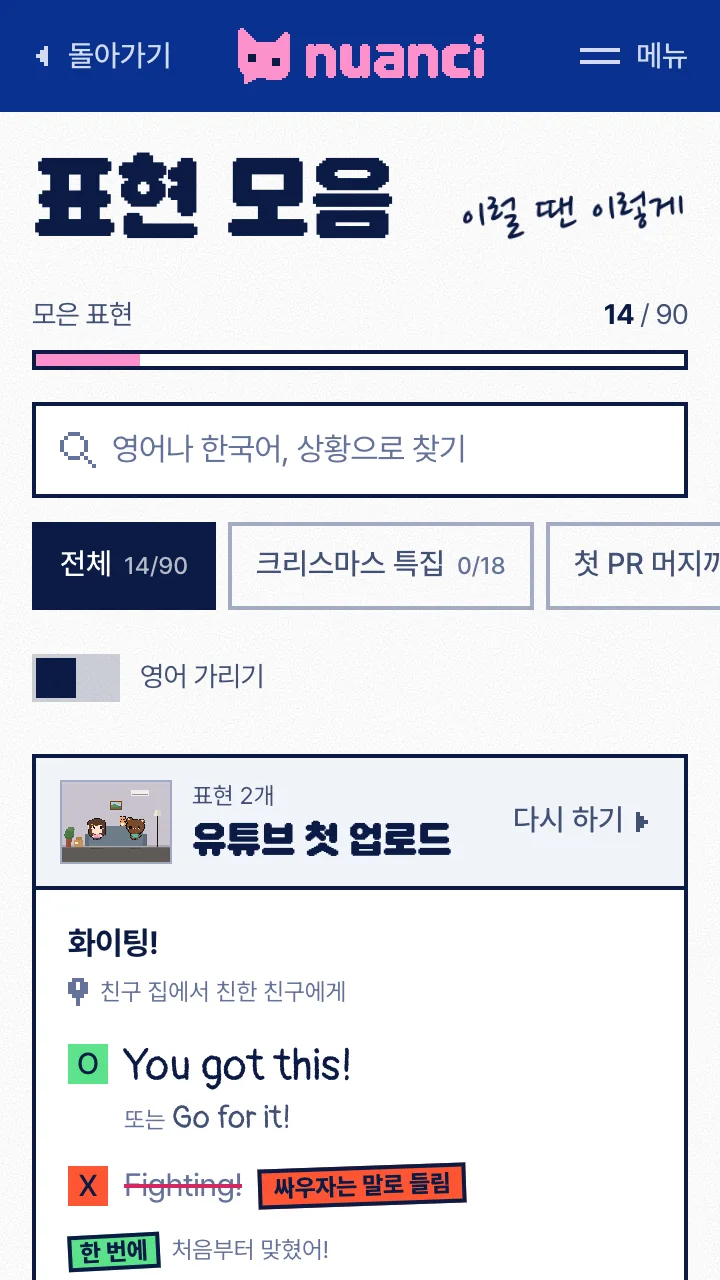 돌아가기
nuanci
메뉴
표현 모음
이럴 땐 이렇게
모은 표현
14 / 90
영어나 한국어, 상황으로 찾기
전체 14/90
크리스마스 특집 0/18
첫 PR 머지
영어 가리기
표현 2개
유튜브 첫 업로드
다시 하기
화이팅!
친구 집에서 친한 친구에게
O You got this!
또는 Go for it!
X Fighting! 싸우자는 말로 들림
한 번에 처음부터 맞혔어!